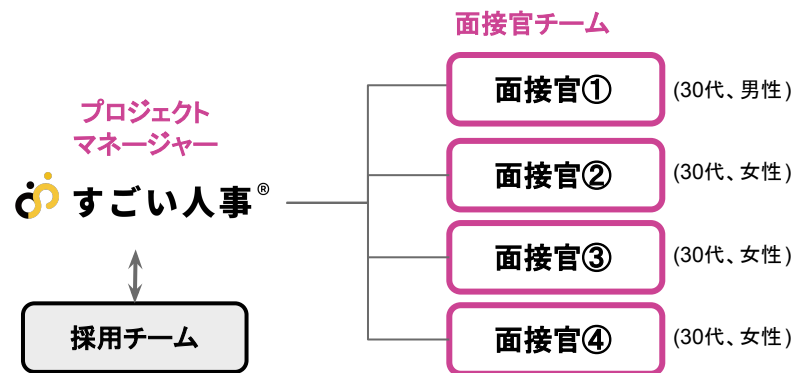 面接官チーム
プロジェクト
マネージャー
すごい人事®
採用チーム
面接官①
(30代、男性)
面接官②
(30代、女性)
面接官③
(30代、女性)
面接官④
(30代、女性)